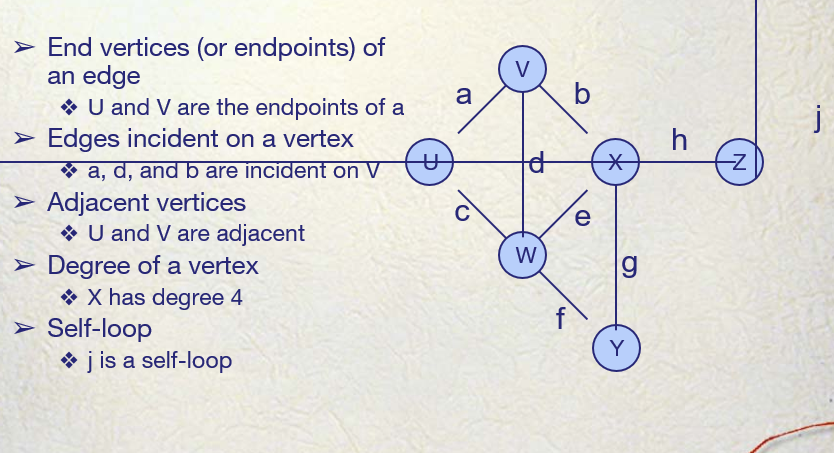 ➢ End vertices (or endpoints) of
an edge
❖ U and V are the endpoints of a
➢ Edges incident on a vertex
❖ a, d, and b are incident on V
➢ Adjacent vertices
❖ U and V are adjacent
➢ Degree of a vertex
❖ X has degree 4
➢ Self-loop
❖ j is a self-loop
V
a
b
j
h
U
d
X
Z
c
e
W
g
f
Y